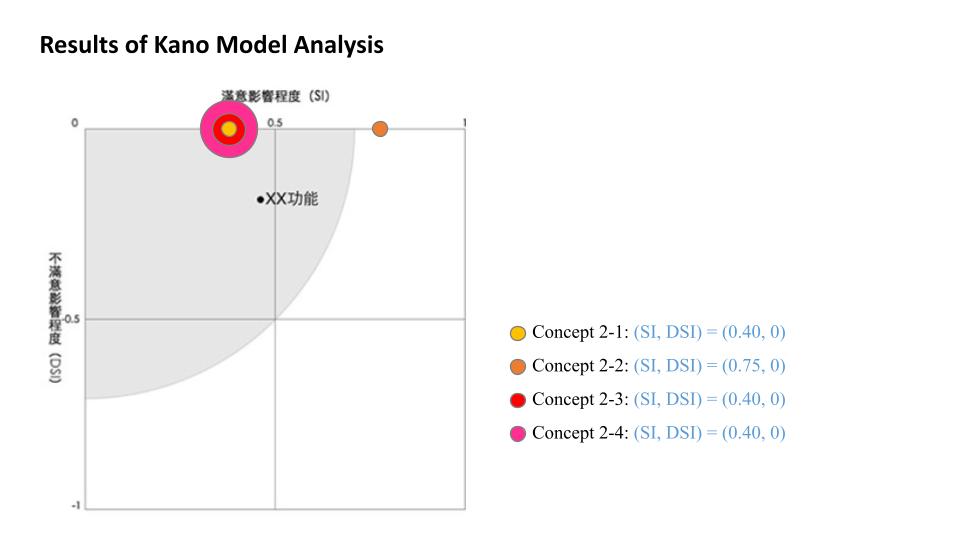 Results of Kano Model Analysis
滿意影響程度（SI）
0
0.5
1
XX功能
不滿意影響程度（DSI）
-0.5
-1
Concept 2-1: (SI, DSI) = (0.40, 0)
Concept 2-2: (SI, DSI) = (0.75, 0)
Concept 2-3: (SI, DSI) = (0.40, 0)
Concept 2-4: (SI, DSI) = (0.40, 0)